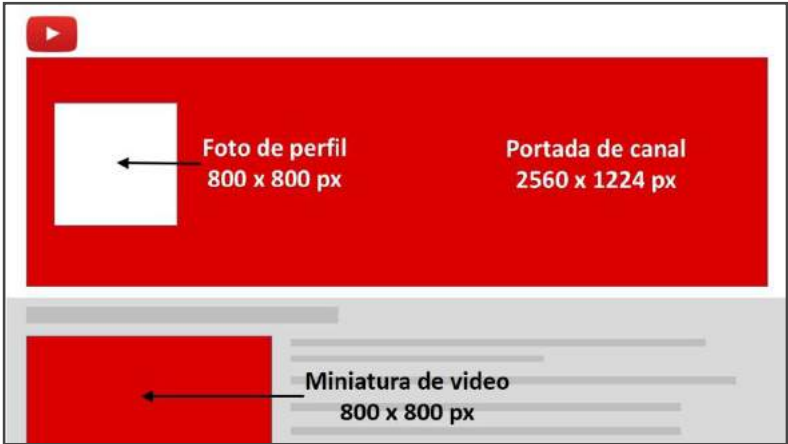 Foto de perfil
800 x 800 px
Portada de canal
2560 x 1224 px
Miniatura de video
800 x 800 px